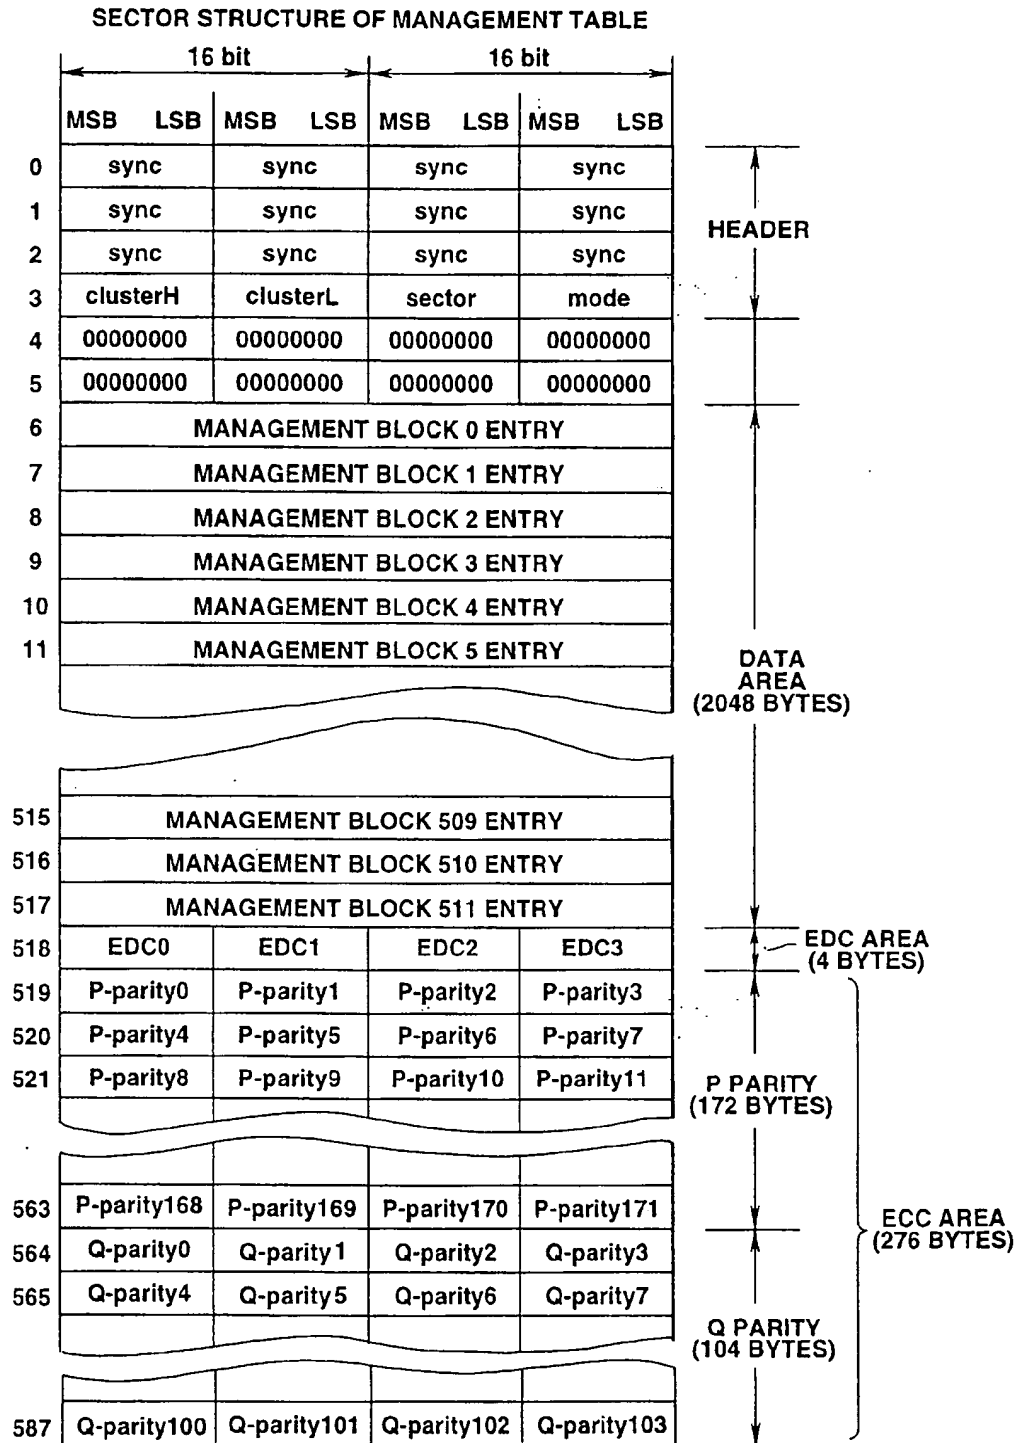 SECTOR STRUCTURE OF MANAGEMENT TABLE
16 bit 16 bit
MSB LSB MSB LSB MSB LSB MSB LSB
0 sync sync sync sync
1 sync sync sync sync
HEADER
2 sync sync sync sync
3 clusterH clusterL sector mode
4 00000000 00000000 00000000 00000000
5 00000000 00000000 00000000 00000000
6 MANAGEMENT BLOCK 0 ENTRY
7 MANAGEMENT BLOCK 1 ENTRY
8 MANAGEMENT BLOCK 2 ENTRY
9 MANAGEMENT BLOCK 3 ENTRY
10 MANAGEMENT BLOCK 4 ENTRY
11 MANAGEMENT BLOCK 5 ENTRY
DATA
AREA
(2048 BYTES)
515 MANAGEMENT BLOCK 509 ENTRY
516 MANAGEMENT BLOCK 510 ENTRY
517 MANAGEMENT BLOCK 511 ENTRY
518 EDC0 EDC1 EDC2 EDC3
EDC AREA
(4 BYTES)
519 P-parity0 P-parity1 P-parity2 P-parity3
520 P-parity4 P-parity5 P-parity6 P-parity7
521 P-parity8 P-parity9 P-parity10 P-parity11
P PARITY
(172 BYTES)
563 P-parity168 P-parity169 P-parity170 P-parity171
ECC AREA
(276 BYTES)
564 Q-parity0 Q-parity1 Q-parity2 Q-parity3
565 Q-parity4 Q-parity5 Q-parity6 Q-parity7
Q PARITY
(104 BYTES)
587 Q-parity100 Q-parity101 Q-parity102 Q-parity103